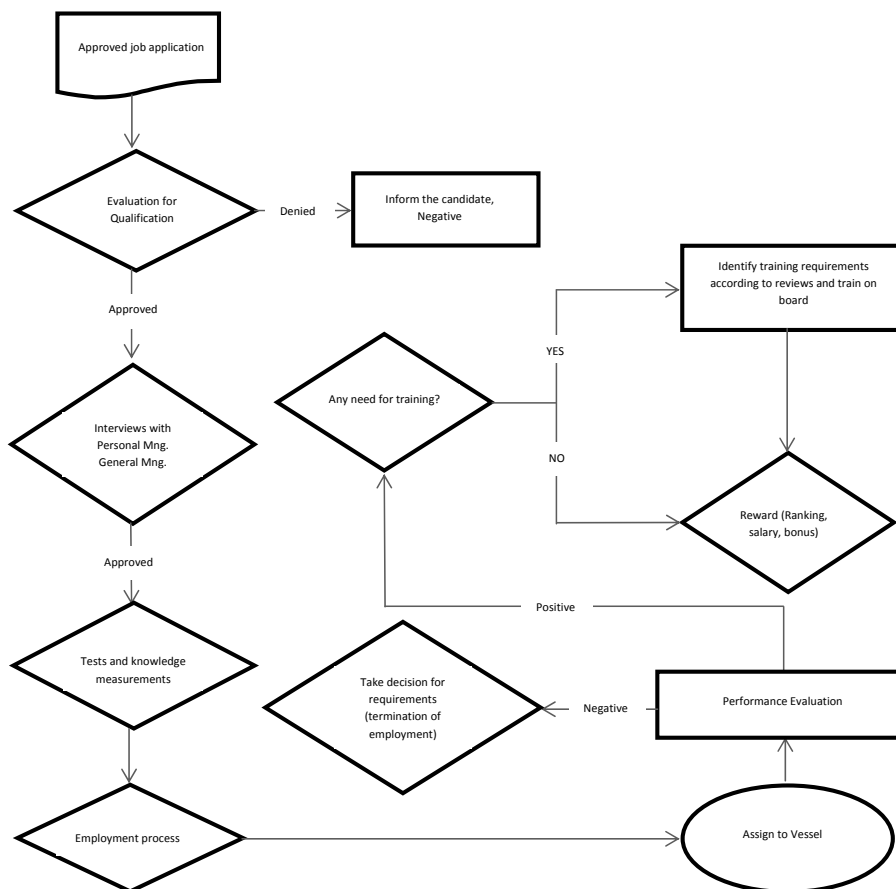 Approved job application
Evaluation for
Qualification
Denied
Inform the candidate,
Negative
Approved
Interviews with
Personal Mng.
General Mng.
Approved
Tests and knowledge
measurements
Employment process
Assign to Vessel
Performance Evaluation
Negative
Take decision for
requirements
(termination of
employment)
Positive
Any need for training?
YES
Identify training requirements
according to reviews and train on
board
NO
Reward (Ranking,
salary, bonus)